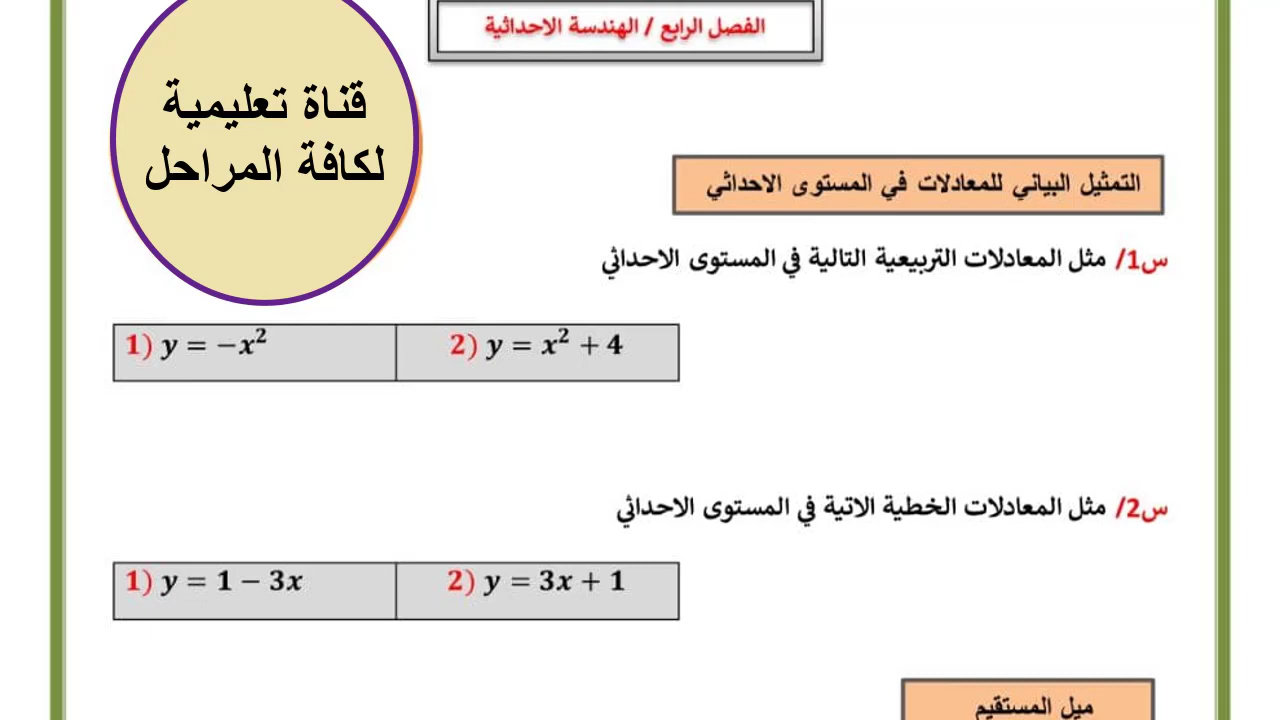 الفصل الرابع / الهندسة الاحداثية
قناة تعليمية
لكافة المراحل
التمثيل البياني للمعادلات في المستوى الاحداثي
س1/ مثل المعادلات التربيعية التالية في المستوى الاحداثي
1) y = −x² 2) y = x² + 4
س2/ مثل المعادلات الخطية الاتية في المستوى الاحداثي
1) y = 1 − 3x 2) y = 3x + 1
ميل المستقيم